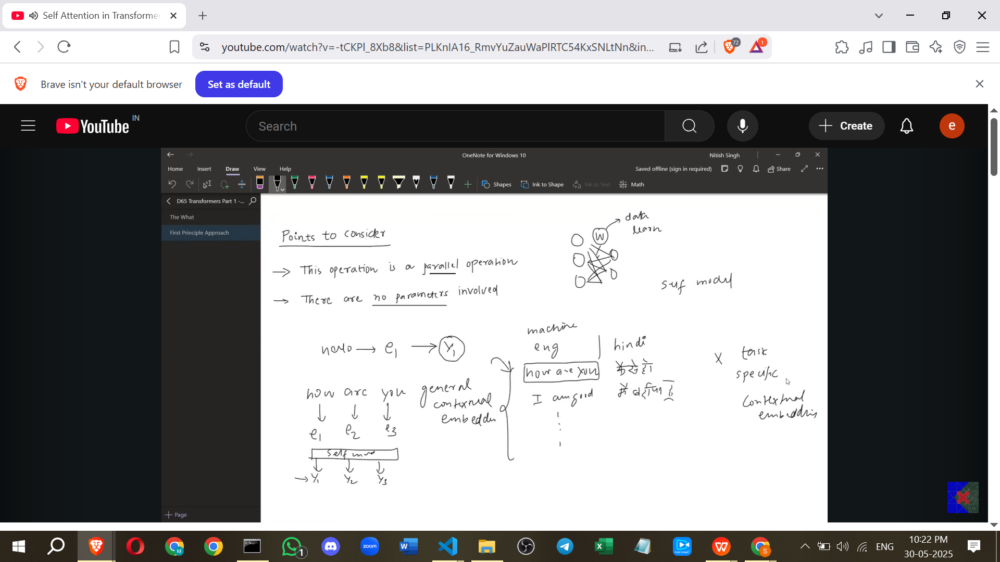 Self Attention in Transforme
youtube.com/watch?v=-tCKPl_8Xb8&list=PLKnIA16_RmvYuZauWaPlRTC54KxSNLtNn&in...
72
1
Brave isn't your default browser
Set as default
YouTube IN
Search
Create
e
OneNote for Windows 10
Nitish Singh
Home Insert Draw View Help
Saved offline (sign in required)
Share
Shapes
Ink to Shape
Ink to Text
Math
D65 Transformers Part 1 -...
The What
First Principle Approach
Page
Points to consider
→ This operation is a parallel operation
→ There are no parameters involved
W
data
learn
self model
→ e1 → Y1
how are you
e1 e2 e3
self
→ Y1 Y2 Y3
general
contextual
machine
eng | hindi
how are you
I am good
X task
specific
contextual
zoom
1
ENG
10:22 PM
30-05-2025